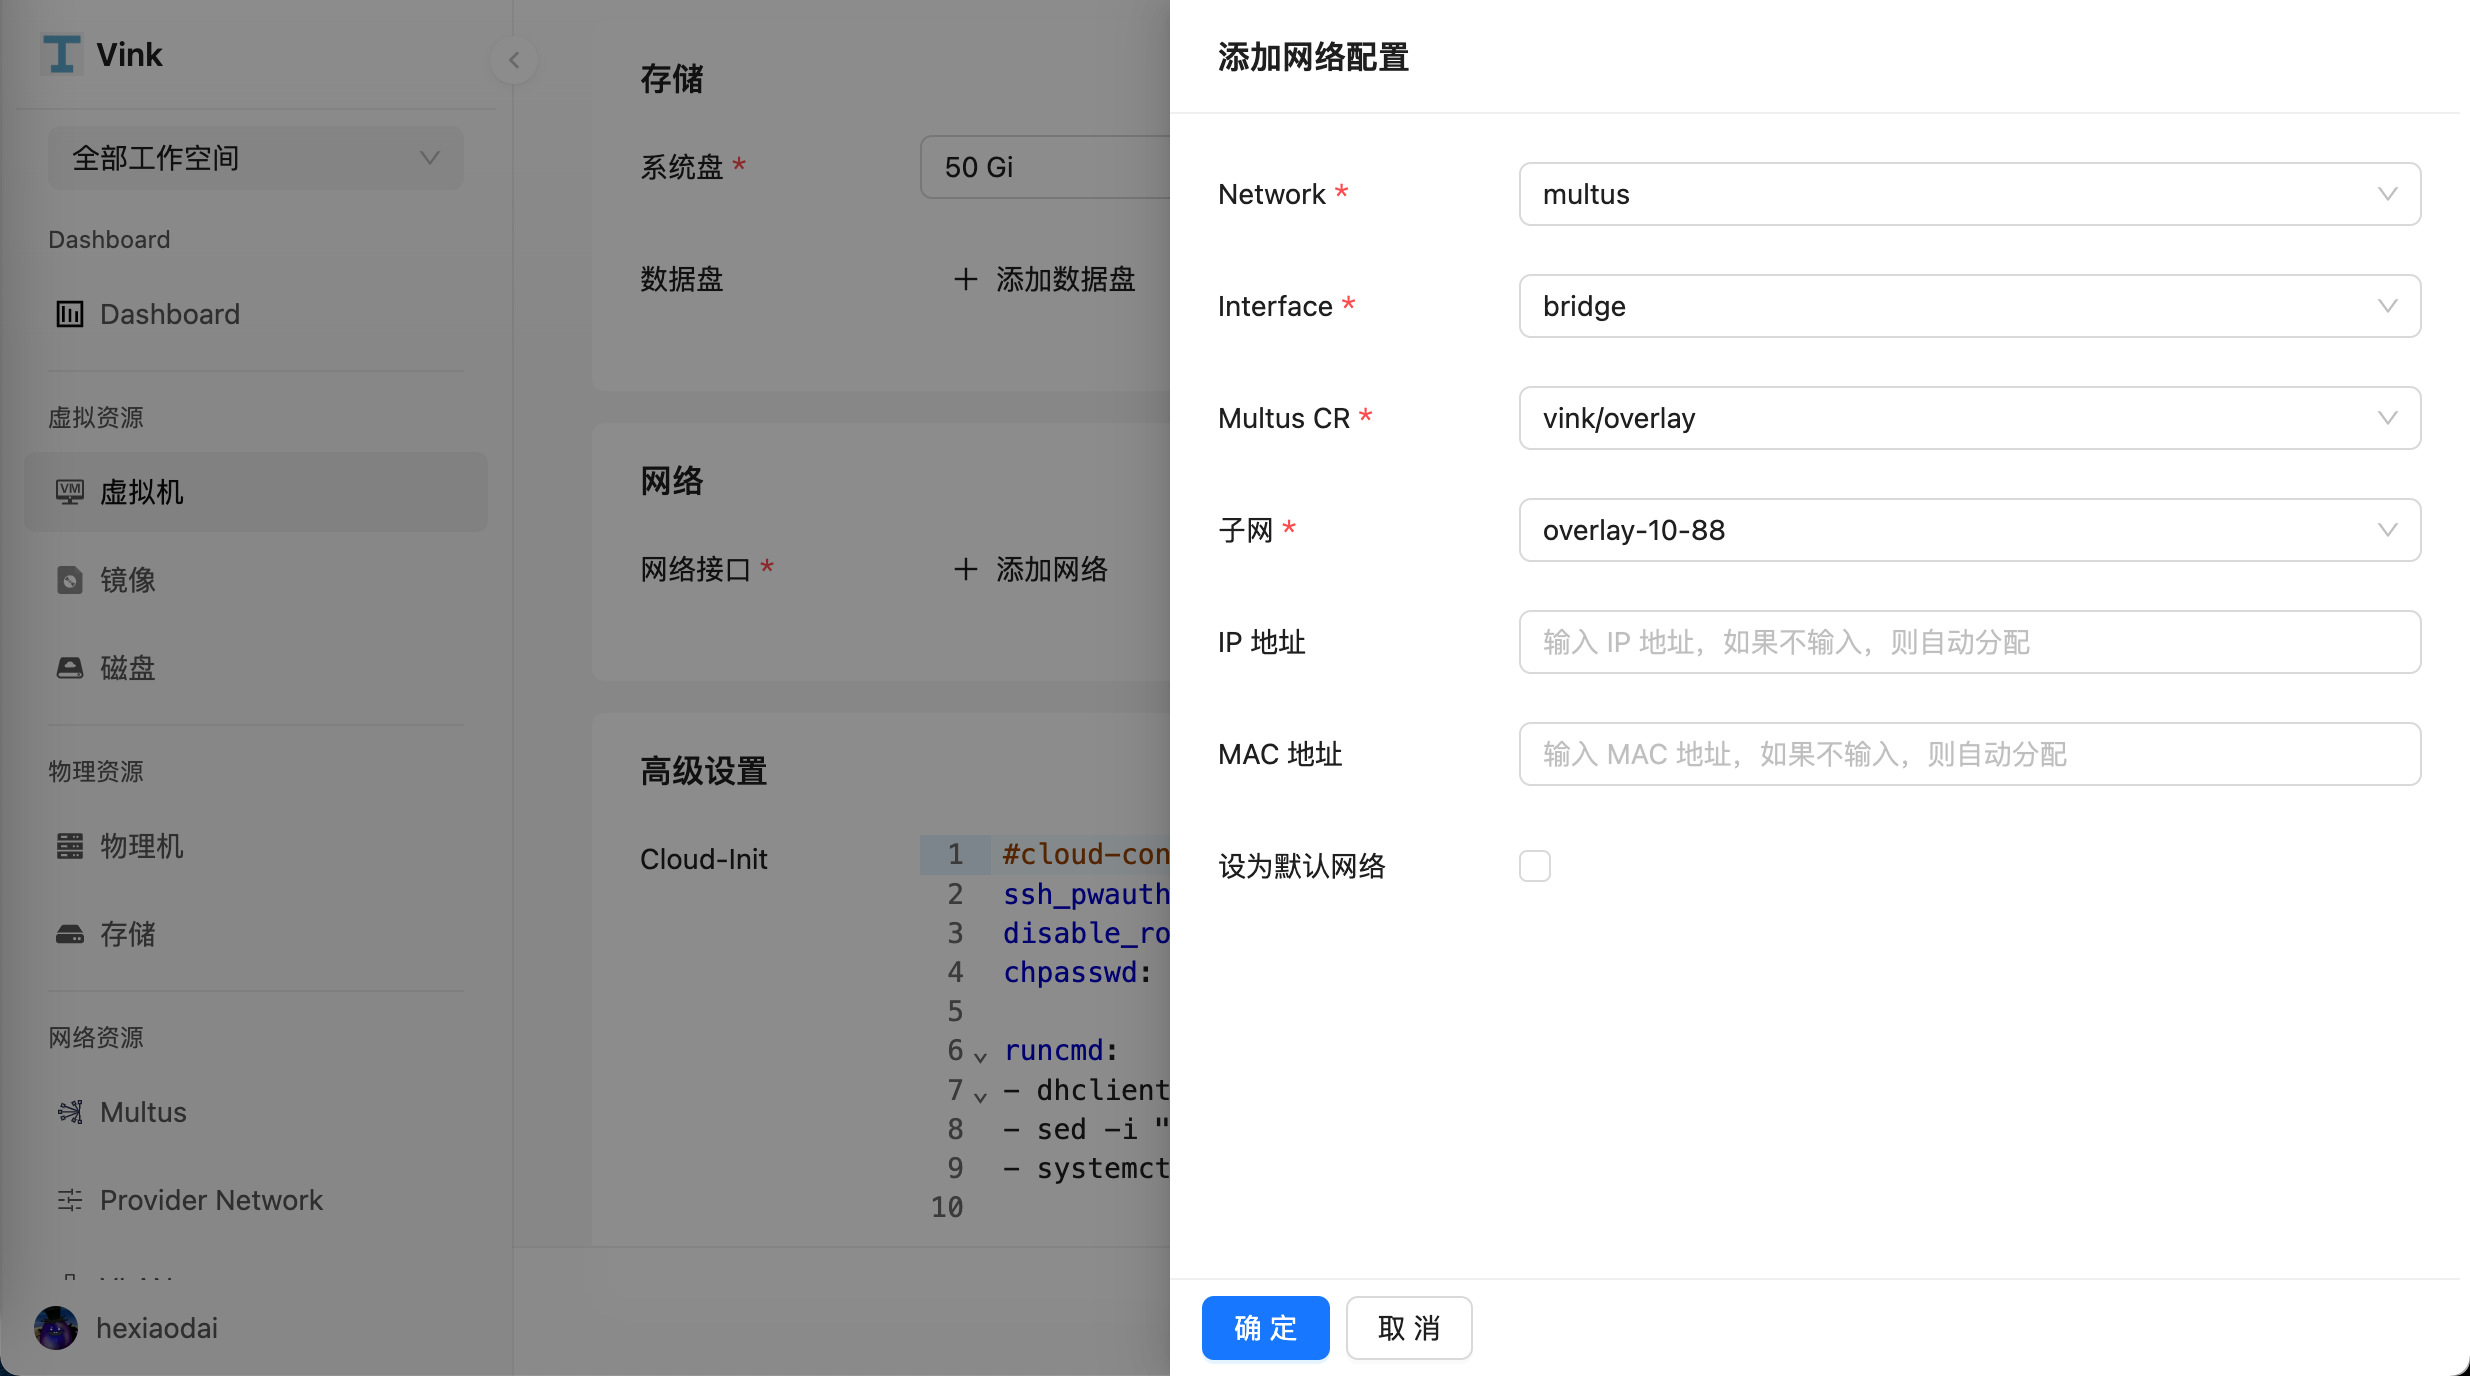 Vink
全部工作空间
Dashboard
Dashboard
虚拟资源
虚拟机
镜像
磁盘
物理资源
物理机
存储
网络资源
Multus
Provider Network
hexiaodai
存储
系统盘 *
50 Gi
数据盘
+ 添加数据盘
网络
网络接口 *
+ 添加网络
高级设置
Cloud-Init
1 #cloud-con
2 ssh_pwauth
3 disable_ro
4 chpasswd:
5
6 runcmd:
7 - dhclient
8 - sed -i "
9 - systemct
10
添加网络配置
Network *
multus
Interface *
bridge
Multus CR *
vink/overlay
子网 *
overlay-10-88
IP 地址
输入 IP 地址，如果不输入，则自动分配
MAC 地址
输入 MAC 地址，如果不输入，则自动分配
设为默认网络
确 定
取 消